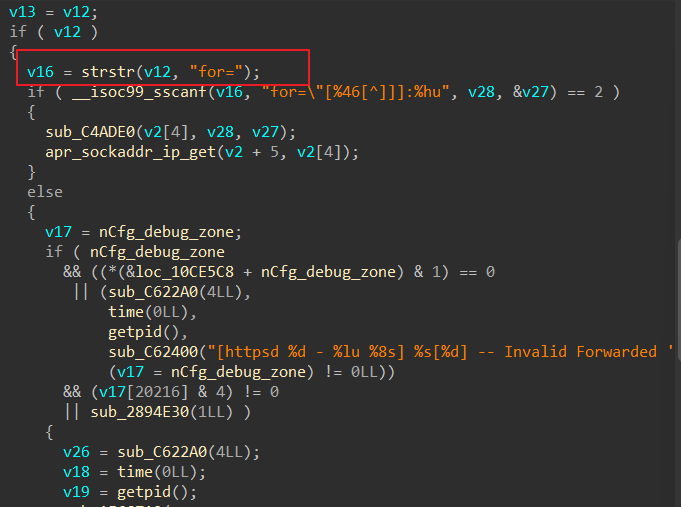 v13 = v12;
if ( v12 )
{
v16 = strstr(v12, "for=");
if ( __isoc99_sscanf(v16, "for=\"[%46[^]]]:%hu", v28, &v27) == 2 )
{
sub_C4ADE0(v2[4], v28, v27);
apr_sockaddr_ip_get(v2 + 5, v2[4]);
}
else
{
v17 = nCfg_debug_zone;
if ( nCfg_debug_zone
&& ((*(&loc_10CE5C8 + nCfg_debug_zone) & 1) == 0
|| (sub_C622A0(4LL),
time(0LL),
getpid(),
sub_C62400("[httpsd %d - %lu %8s] %s[%d] -- Invalid Forwarded '
(v17 = nCfg_debug_zone) != 0LL))
&& (v17[20216] & 4) != 0
|| sub_2894E30(1LL) )
{
v26 = sub_C622A0(4LL);
v18 = time(0LL);
v19 = getpid();